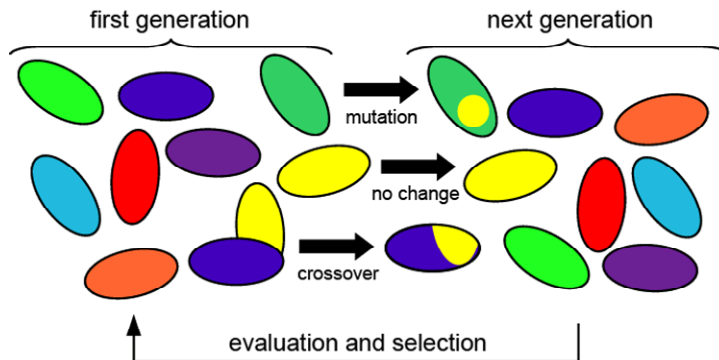 first generation
next generation
mutation
no change
crossover
evaluation and selection